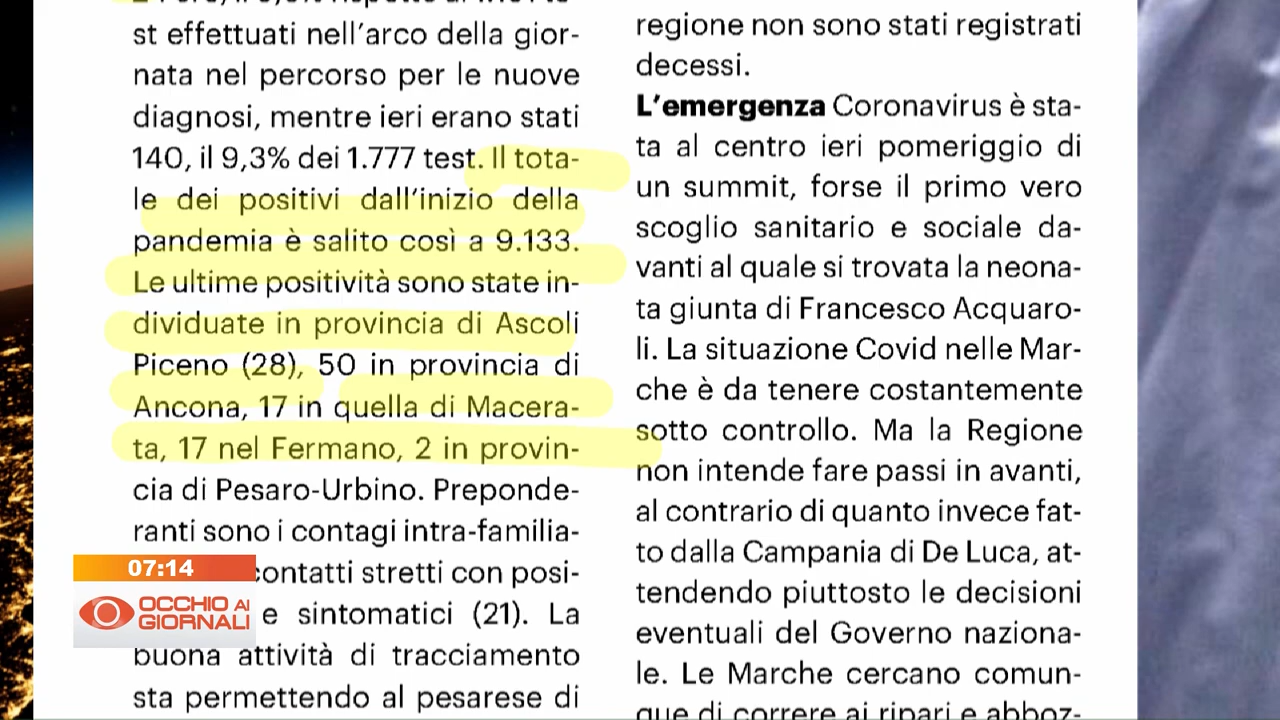 st effettuati nell'arco della gior-
nata nel percorso per le nuove
diagnosi, mentre ieri erano stati
140, il 9,3% dei 1.777 test. Il tota-
le dei positivi dall'inizio della
pandemia è salito così a 9.133.
Le ultime positività sono state in-
dividuate in provincia di Ascoli
Piceno (28), 50 in provincia di
Ancona, 17 in quella di Macera-
ta, 17 nel Fermano, 2 in provin-
cia di Pesaro-Urbino. Preponde-
ranti sono i contagi intra-familia-
contatti stretti con posi-
e sintomatici (21). La
buona attività di tracciamento
sta permettendo al pesarese di
regione non sono stati registrati
decessi.
L'emergenza Coronavirus è sta-
ta al centro ieri pomeriggio di
un summit, forse il primo vero
scoglio sanitario e sociale da-
vanti al quale si trovata la neona-
ta giunta di Francesco Acquaro-
li. La situazione Covid nelle Mar-
che è da tenere costantemente
sotto controllo. Ma la Regione
non intende fare passi in avanti,
al contrario di quanto invece fat-
to dalla Campania di De Luca, at-
tendendo piuttosto le decisioni
eventuali del Governo naziona-
le. Le Marche cercano comun-
que di correre ai ripari e abboz-
07:14
OCCHIO AI
GIORNALI